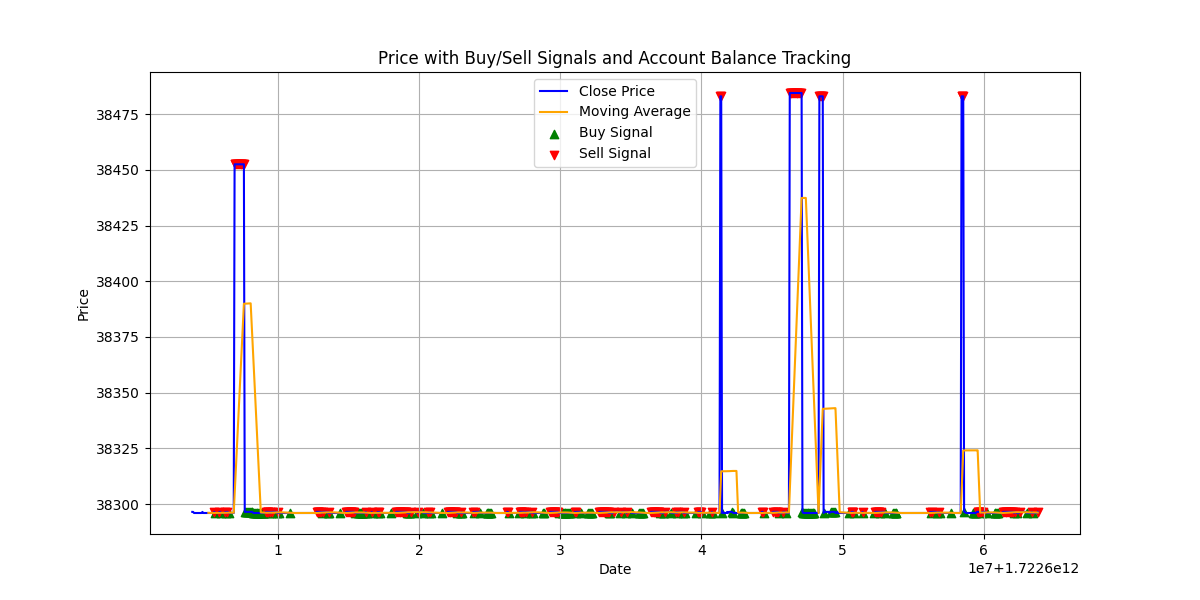 Price with Buy/Sell Signals and Account Balance Tracking
Close Price
Moving Average
Buy Signal
Sell Signal
38475
38450
38425
38400
38375
38350
38325
38300
Price
1 2 3 4 5 6
Date
1e7+1.7226e12